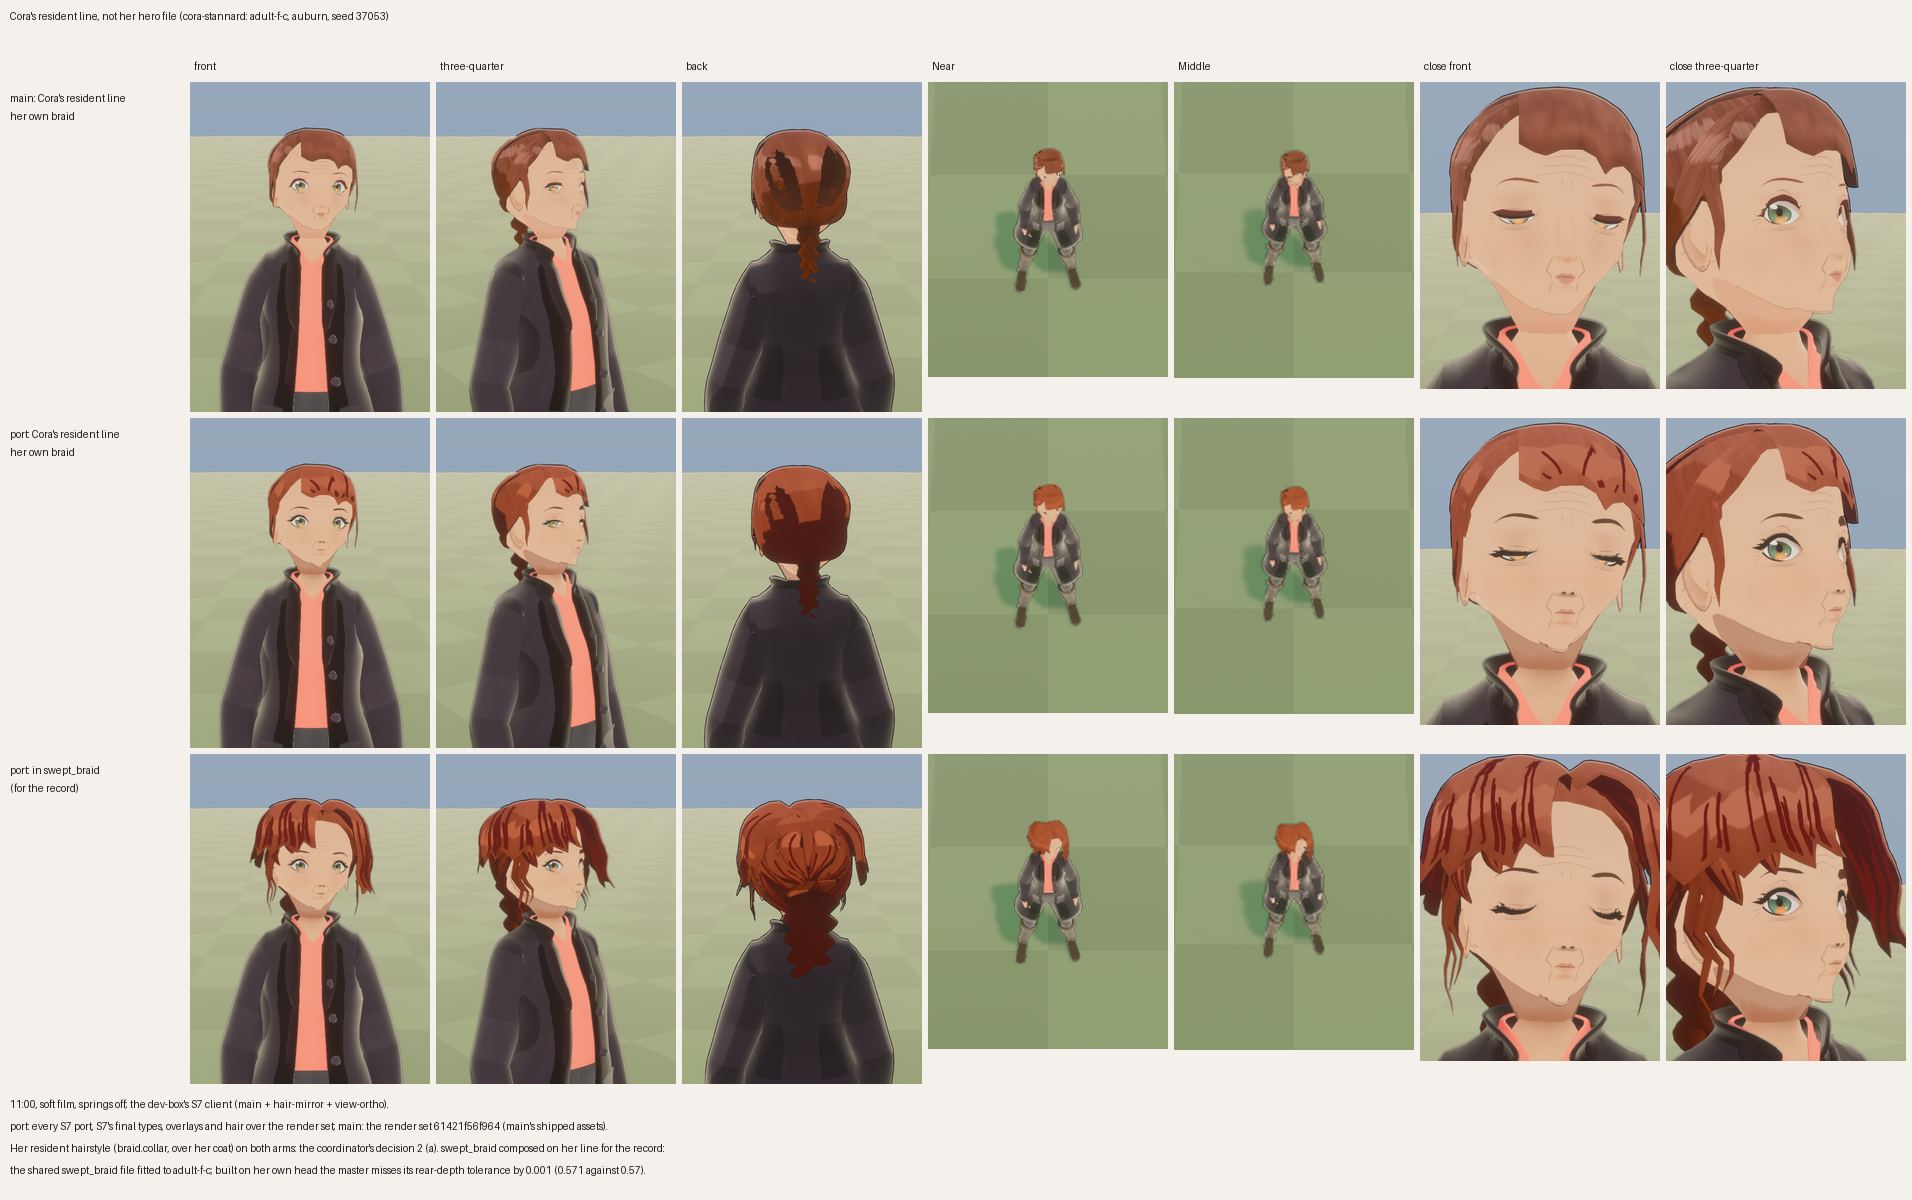 Cora's resident line, not her hero file (cora-stannard: adult-f-c, auburn, seed 37053)
front
three-quarter
back
Near
Middle
close front
close three-quarter
main: Cora's resident line
her own braid
port: Cora's resident line
her own braid
port: in swept_braid
(for the record)
11:00, soft film, springs off, the dev-box's S7 client (main + hair-mirror + view-ortho).
port: every S7 port, S7's final types, overlays and hair over the render set; main: the render set 61421f56f964 (main's shipped assets).
Her resident hairstyle (braid.collar, over her coat) on both arms: the coordinator's decision 2 (a). swept_braid composed on her line for the record:
the shared swept_braid file fitted to adult-f-c; built on her own head the master misses its rear-depth tolerance by 0.001 (0.571 against 0.57).